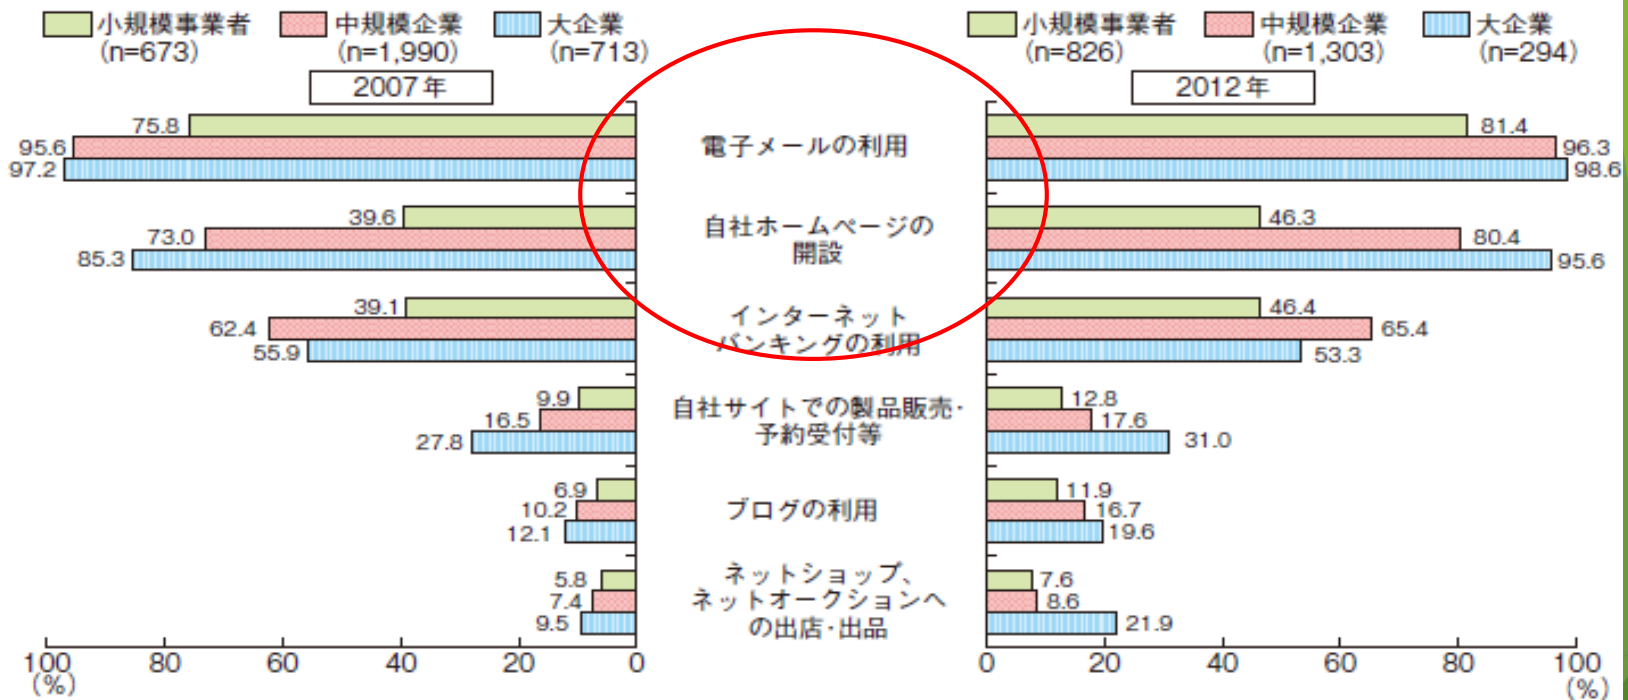 小規模事業者 中規模企業 大企業
(n=673) (n=1,990) (n=713)
2007年
小規模事業者 中規模企業 大企業
(n=826) (n=1,303) (n=294)
2012年
75.8 電子メールの利用 81.4
95.6 96.3
97.2 98.6
39.6 自社ホームページの 46.3
73.0 開設 80.4
85.3 95.6
39.1 インターネット 46.4
62.4 バンキングの利用 65.4
55.9 53.3
9.9 自社サイトでの製品販売・ 12.8
16.5 予約受付等 17.6
27.8 31.0
6.9 ブログの利用 11.9
10.2 16.7
12.1 19.6
5.8 ネットショップ、 7.6
7.4 ネットオークションへ 8.6
9.5 の出店・出品 21.9
100 80 60 40 20 0 0 20 40 60 80 100
(%) (%)